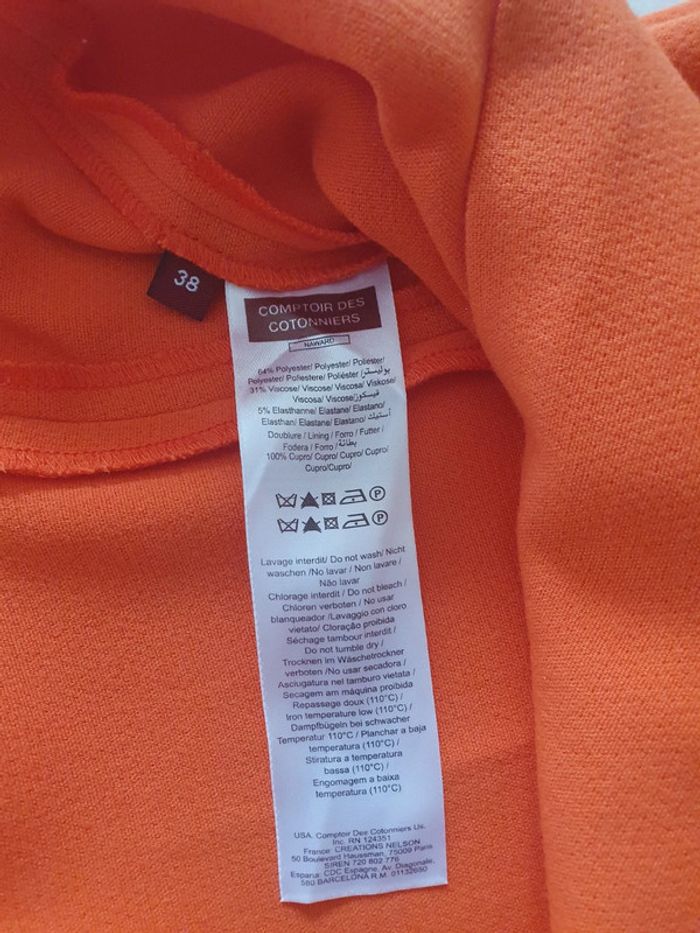 38
COMPTOIR DES
COTONNIERS
NAWARD
64% Polyester/ Polyester/ Poliester/
Polyester/ Poliestere/ Poliéster /بوليستر
31% Viscose/ Viscose/ Viscosa/ Viskose/
Viscosa/ Viscose/فيسكوز
5% Elasthanne/ Elastane/ Elastano/
Elasthan/ Elastane/ Elastano/
Doublure / Lining / Forro / Futter /
Fodera / Forro /بطانة
100% Cupro/ Cupro/ Cupro/ Cupro/
Cupro/Cupro/
P
P
Lavage interdit/ Do not wash/ Nicht
waschen /No lavar / Non lavare /
Não lavar
Chlorage interdit / Do not bleach /
Chloren verboten / No usar
blanqueador /Lavaggio con cloro
vietato/ Cloração proibida
Séchage tambour interdit /
Do not tumble dry /
Trocknen im Wäschetrockner
verboten /No usar secadora /
Asciugatura nel tamburo vietata /
Secagem am máquina proibida
Repassage doux (110°C) /
Iron temperature low (110°C) /
Dampfbügeln bei schwacher
Temperatur 110°C / Planchar a baja
temperatura (110°C) /
Stiratura a temperatura
bassa (110°C) /
Engomagem a baixa
temperatura (110°C)
USA. Comptoir Des Cotonniers Us.
Inc. RN 124351
France: CREATIONS NELSON
50 Boulevard Haussman, 75009 Paris
SIREN 720 802 776
Espana: CDC Espagne, Av. Diagonale,
580 BARCELONA R.M. 01132650